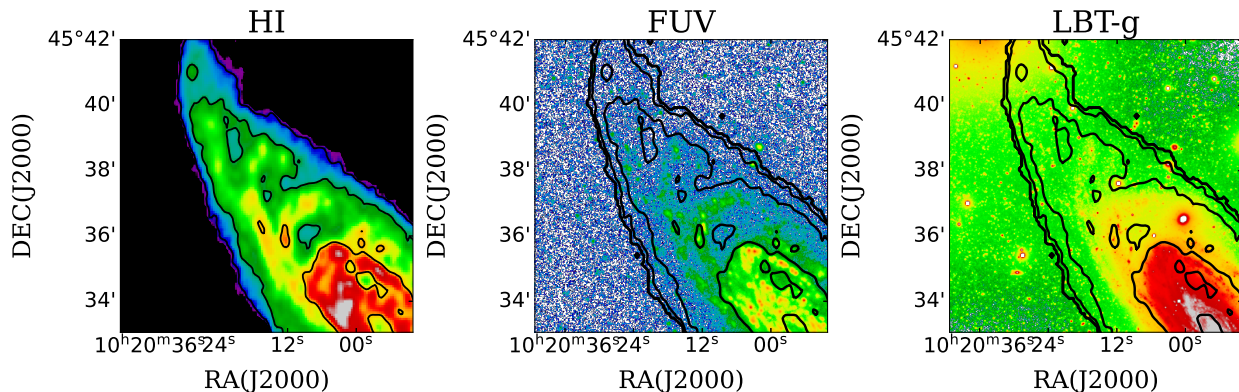 HI
FUV
LBT-g
45°42'
40'
38'
36'
34'
DEC(J2000)
10ʰ20ᵐ36ˢ24ˢ
12ˢ
00ˢ
RA(J2000)
45°42'
40'
38'
36'
34'
DEC(J2000)
10ʰ20ᵐ36ˢ24ˢ
12ˢ
00ˢ
RA(J2000)
45°42'
40'
38'
36'
34'
DEC(J2000)
10ʰ20ᵐ36ˢ24ˢ
12ˢ
00ˢ
RA(J2000)